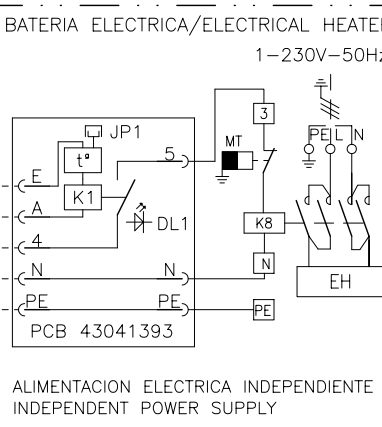 BATERIA ELECTRICA/ELECTRICAL HEATER
1-230V-50Hz
JP1
3
PE L N
t°
5
MT
E
K1
A
DL1
K8
4
N N
N
EH
PE PE
PE
PCB 43041393
ALIMENTACION ELECTRICA INDEPENDIENTE
INDEPENDENT POWER SUPPLY